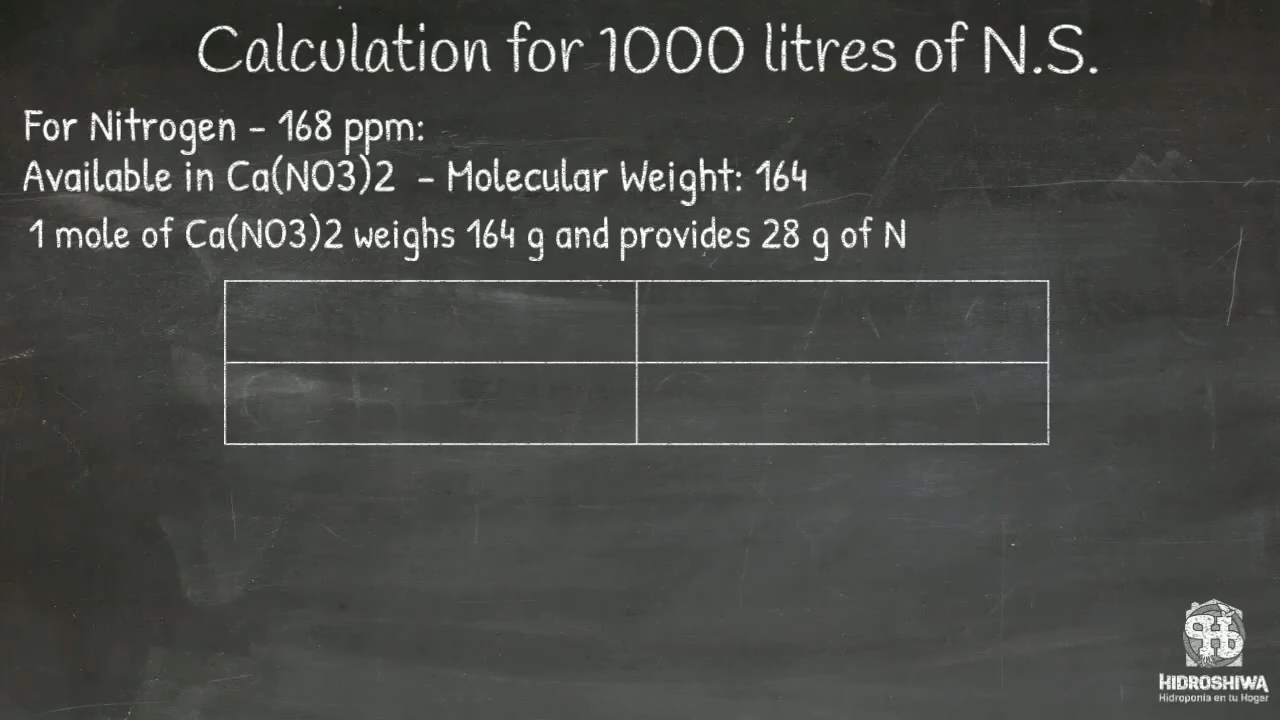 Calculation for 1000 litres of N.S.
For Nitrogen - 168 ppm:
Available in Ca(NO3)2 - Molecular Weight: 164
1 mole of Ca(NO3)2 weighs 164 g and provides 28 g of N
HIDROSHIWA
Hidroponia en tu Hogar